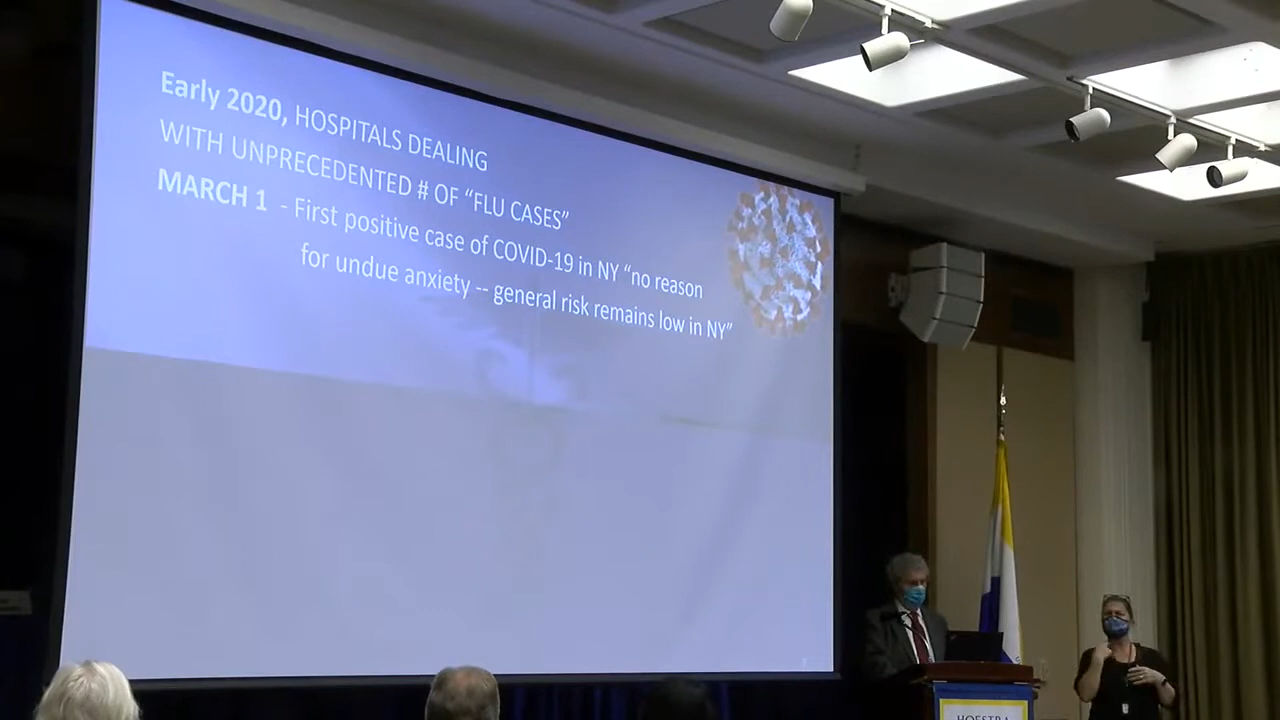 Early 2020, HOSPITALS DEALING
WITH UNPRECEDENTED # OF “FLU CASES”
MARCH 1 - First positive case of COVID-19 in NY “no reason
for undue anxiety -- general risk remains low in NY”
HOFSTRA